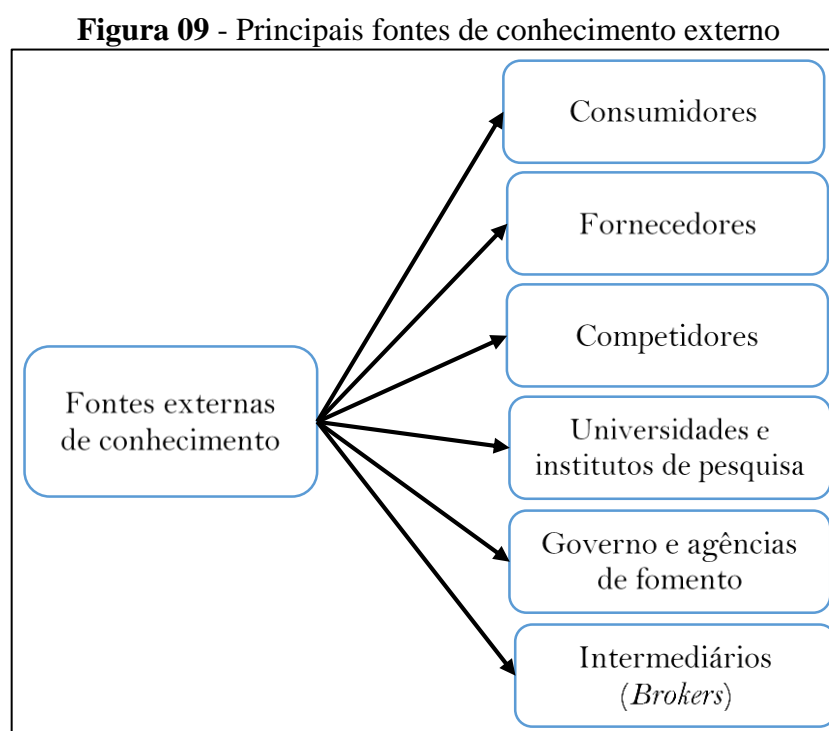 Figura 09 - Principais fontes de conhecimento externo
Consumidores
Fornecedores
Competidores
Fontes externas
de conhecimento
Universidades e
institutos de pesquisa
Governo e agências
de fomento
Intermediários
(Brokers)